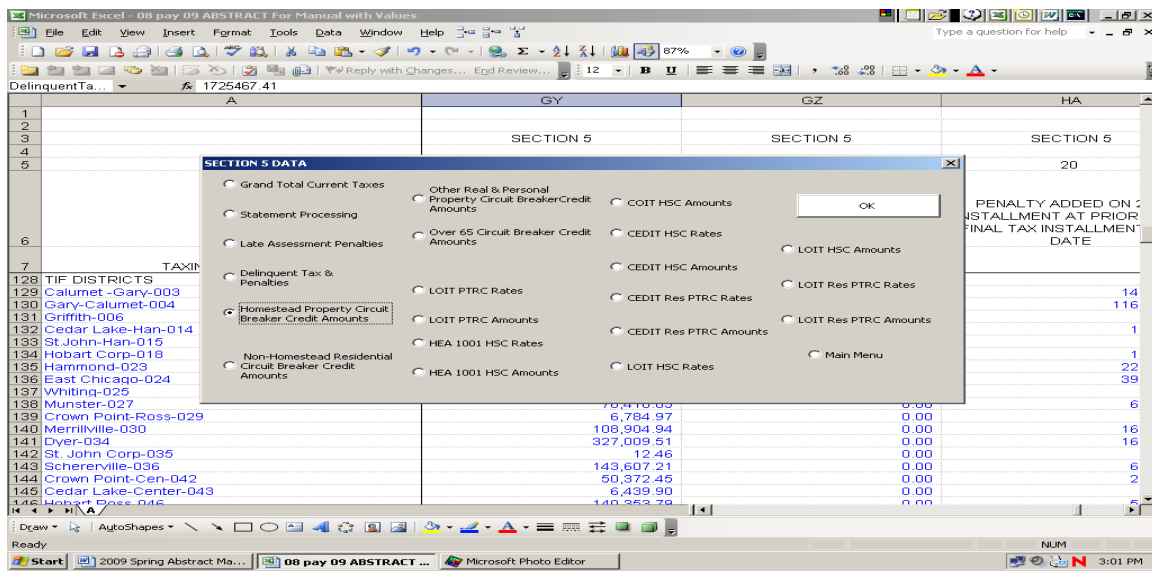 Microsoft Excel - 08 pay 09 ABSTRACT For Manual with Values
File Edit View Insert Format Tools Data Window Help
Type a question for help
87%
Reply with Changes... End Review...
12 B U
DelinquentTa... fx 1725467.41
A GY GZ HA
1
2
3 SECTION 5 SECTION 5 SECTION 5
4
5 20
6 PENALTY ADDED ON 2
INSTALLMENT AT PRIOR
FINAL TAX INSTALLMENT
DATE
7 TAXIN
SECTION 5 DATA
Grand Total Current Taxes
Statement Processing
Late Assessment Penalties
Delinquent Tax &
Penalties
Homestead Property Circuit
Breaker Credit Amounts
Non-Homestead Residential
Circuit Breaker Credit
Amounts
Other Real & Personal
Property Circuit BreakerCredit
Amounts
Over 65 Circuit Breaker Credit
Amounts
LOIT PTRC Rates
LOIT PTRC Amounts
HEA 1001 HSC Rates
HEA 1001 HSC Amounts
COIT HSC Amounts
CEDIT HSC Rates
CEDIT HSC Amounts
CEDIT Res PTRC Rates
CEDIT Res PTRC Amounts
LOIT HSC Rates
OK
LOIT HSC Amounts
LOIT Res PTRC Rates
LOIT Res PTRC Amounts
Main Menu
128 TIF DISTRICTS
129 Calumet -Gary-003 14
130 Gary-Calumet-004 116
131 Griffith-006
132 Cedar Lake-Han-014 1
133 St.John-Han-015
134 Hobart Corp-018 1
135 Hammond-023 22
136 East Chicago-024 39
137 Whiting-025
138 Munster-027 0.00 6
139 Crown Point-Ross-029 6,784.97 0.00
140 Merrillville-030 108,904.94 0.00 16
141 Dyer-034 327,009.51 0.00 16
142 St. John Corp-035 12.46 0.00
143 Schererville-036 143,607.21 0.00 6
144 Crown Point-Cen-042 50,372.45 0.00 2
145 Cedar Lake-Center-043 6,439.90 0.00
146 Hobart Ross-046 140,353.79 0.00 5
A
Draw AutoShapes
Ready NUM
Start 2009 Spring Abstract Ma... 08 pay 09 ABSTRACT ... Microsoft Photo Editor 3:01 PM